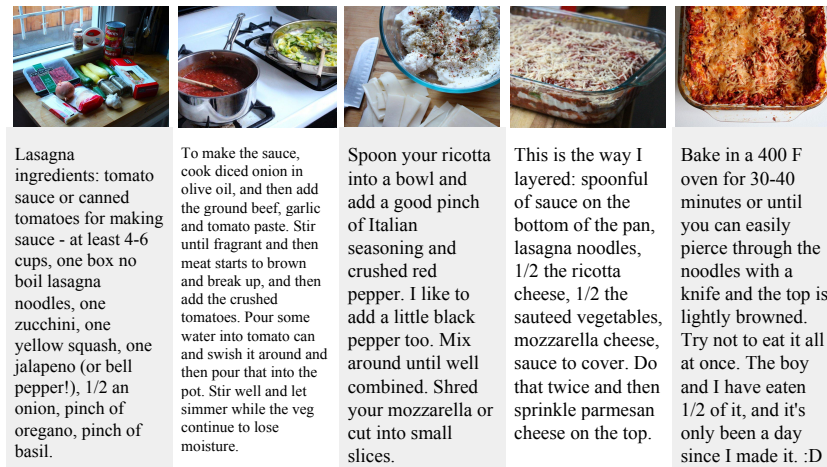 Lasagna
ingredients: tomato
sauce or canned
tomatoes for making
sauce - at least 4-6
cups, one box no
boil lasagna
noodles, one
zucchini, one
yellow squash, one
jalapeno (or bell
pepper!), 1/2 an
onion, pinch of
oregano, pinch of
basil.
To make the sauce,
cook diced onion in
olive oil, and then add
the ground beef, garlic
and tomato paste. Stir
until fragrant and then
meat starts to brown
and break up, and then
add the crushed
tomatoes. Pour some
water into tomato can
and swish it around and
then pour that into the
pot. Stir well and let
simmer while the veg
continue to lose
moisture.
Spoon your ricotta
into a bowl and
add a good pinch
of Italian
seasoning and
crushed red
pepper. I like to
add a little black
pepper too. Mix
around until well
combined. Shred
your mozzarella or
cut into small
slices.
This is the way I
layered: spoonful
of sauce on the
bottom of the pan,
lasagna noodles,
1/2 the ricotta
cheese, 1/2 the
sauteed vegetables,
mozzarella cheese,
sauce to cover. Do
that twice and then
sprinkle parmesan
cheese on the top.
Bake in a 400 F
oven for 30-40
minutes or until
you can easily
pierce through the
noodles with a
knife and the top is
lightly browned.
Try not to eat it all
at once. The boy
and I have eaten
1/2 of it, and it's
only been a day
since I made it. :D